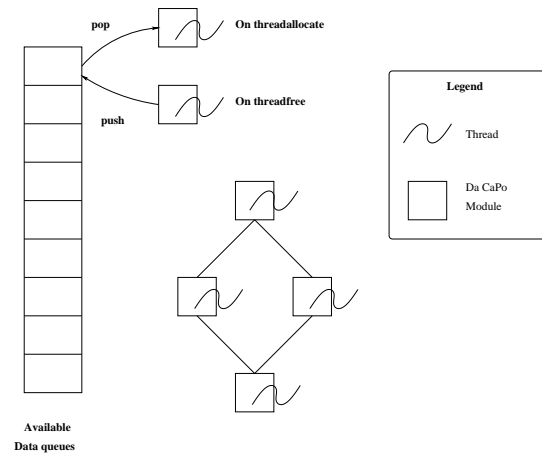 pop
On threadallocate
On threadfree
push
Legend
Thread
Da CaPo
Module
Available
Data queues